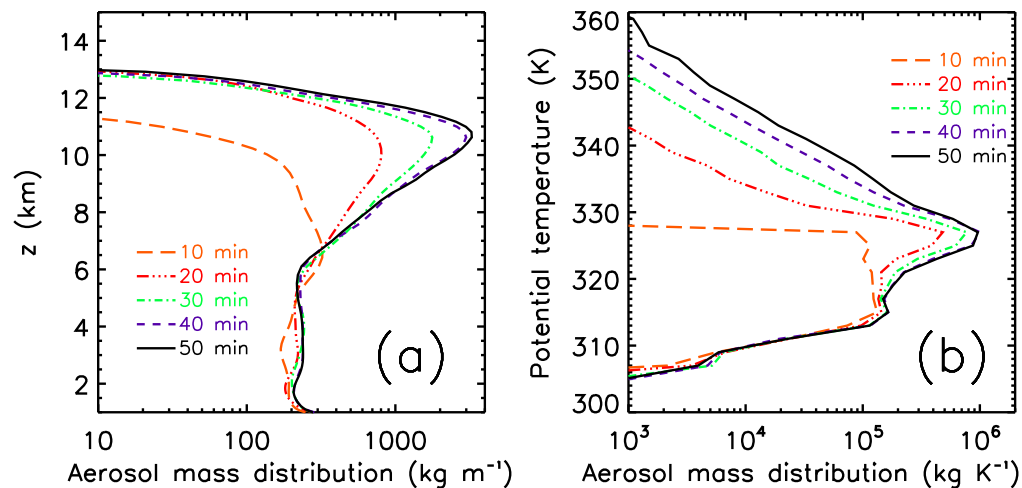 14
12
10
8
6
4
2
z (km)
10 min
20 min
30 min
40 min
50 min
(a)
10 100 1000
Aerosol mass distribution (kg m⁻¹)
360
350
340
330
320
310
300
Potential temperature (K)
10 min
20 min
30 min
40 min
50 min
(b)
10³ 10⁴ 10⁵ 10⁶
Aerosol mass distribution (kg K⁻¹)